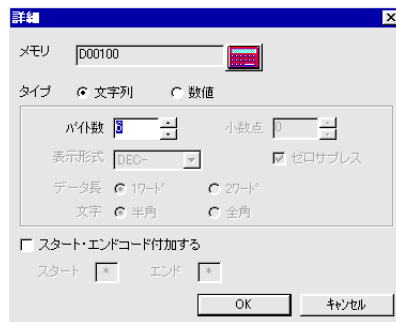 詳細
メモリ D00100
タイプ 文字列 数値
バイト数 6 小数点 0
表示形式 DEC- ゼロサプレス
データ長 1ワード 2ワード
文字 半角 全角
スタート・エンドコード付加する
スタート * エンド *
OK キャンセル